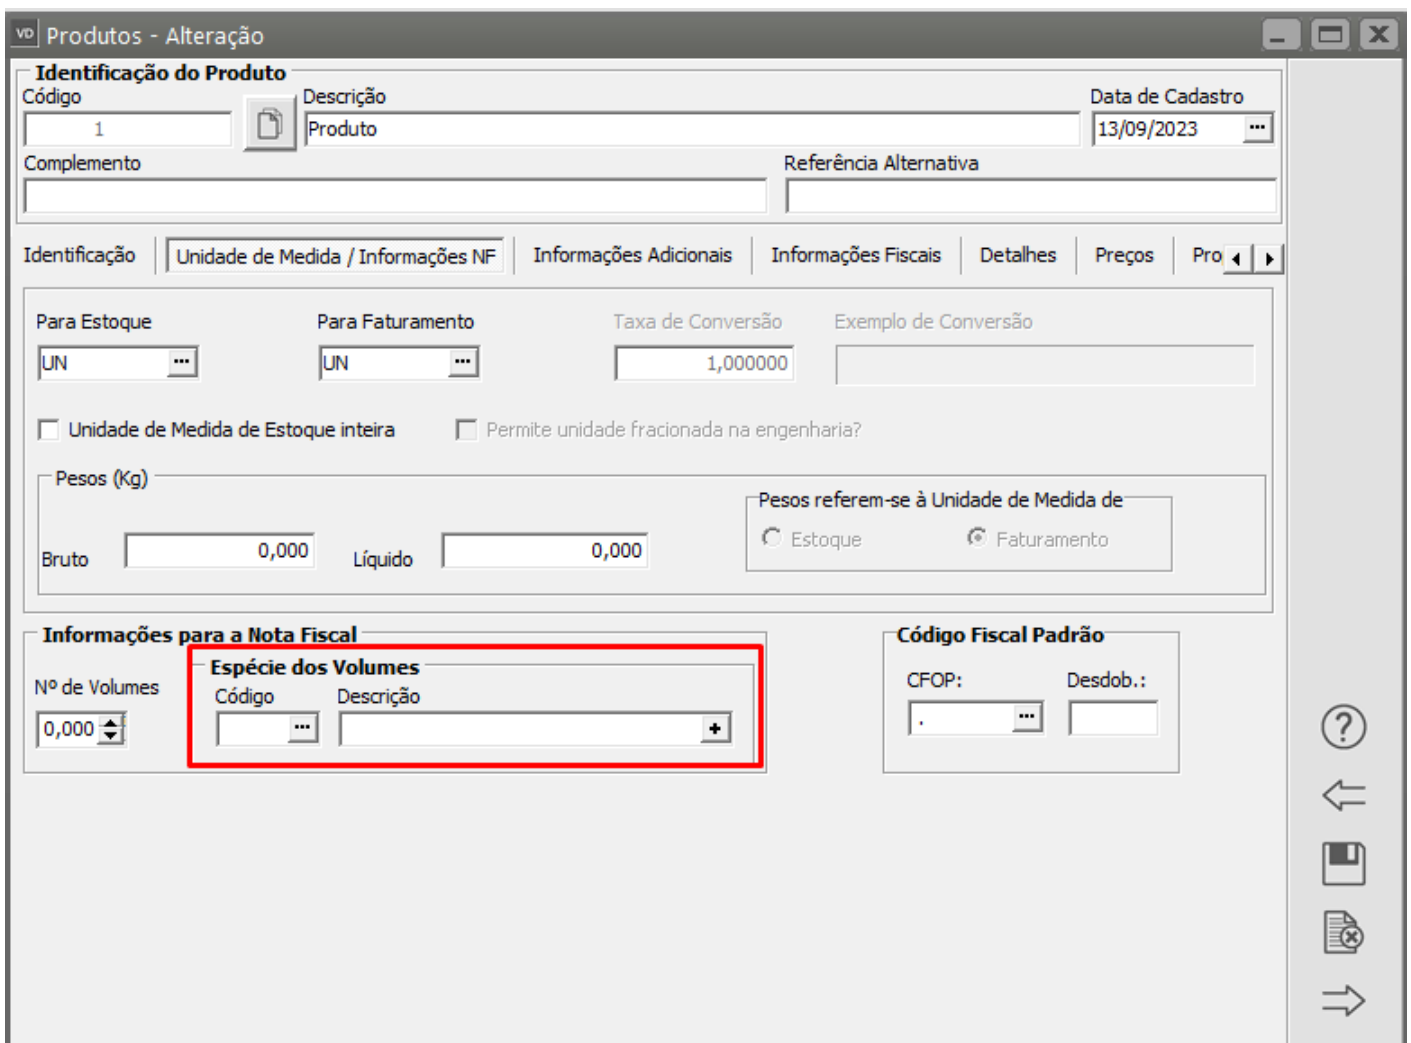 VD Produtos - Alteração
Identificação do Produto
Código Descrição Data de Cadastro
1 Produto 13/09/2023 ...
Complemento Referência Alternativa
Identificação Unidade de Medida / Informações NF Informações Adicionais Informações Fiscais Detalhes Preços Pro
Para Estoque Para Faturamento Taxa de Conversão Exemplo de Conversão
UN ... UN ... 1,000000
Unidade de Medida de Estoque inteira Permite unidade fracionada na engenharia?
Pesos (Kg)
Pesos referem-se à Unidade de Medida de
Bruto 0,000 Líquido 0,000 Estoque Faturamento
Informações para a Nota Fiscal Código Fiscal Padrão
Espécie dos Volumes
Nº de Volumes Código Descrição CFOP: Desdob.:
0,000 ... + . ...
?